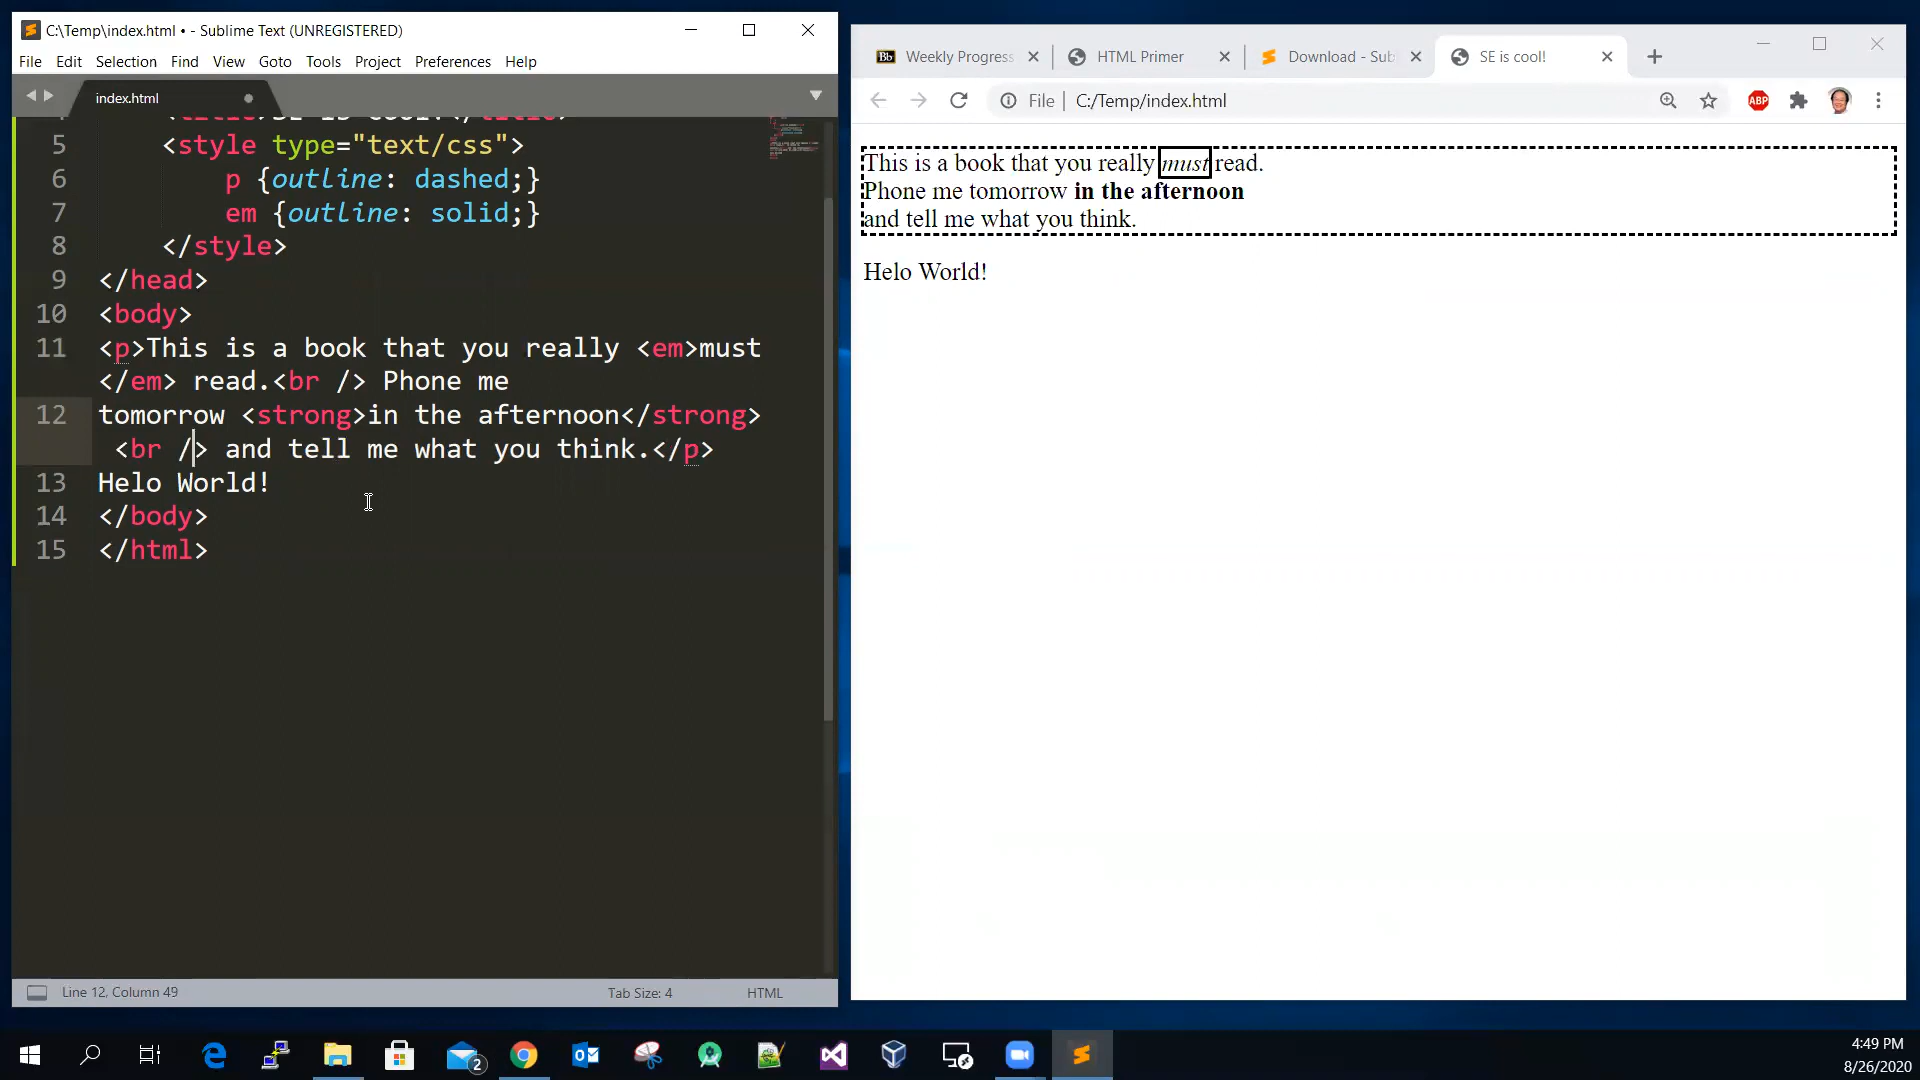 C:\Temp\index.html • - Sublime Text (UNREGISTERED)
File Edit Selection Find View Goto Tools Project Preferences Help
index.html
5 <style type="text/css">
6 p {outline: dashed;}
7 em {outline: solid;}
8 </style>
9 </head>
10 <body>
11 <p>This is a book that you really <em>must
</em> read.<br /> Phone me
12 tomorrow <strong>in the afternoon</strong>
<br /> and tell me what you think.</p>
13 Helo World!
14 </body>
15 </html>
Line 12, Column 49 Tab Size: 4 HTML
Bb Weekly Progress HTML Primer Download - Sub SE is cool!
File C:/Temp/index.html ABP
This is a book that you really must read.
Phone me tomorrow in the afternoon
and tell me what you think.
Helo World!
2
4:49 PM
8/26/2020